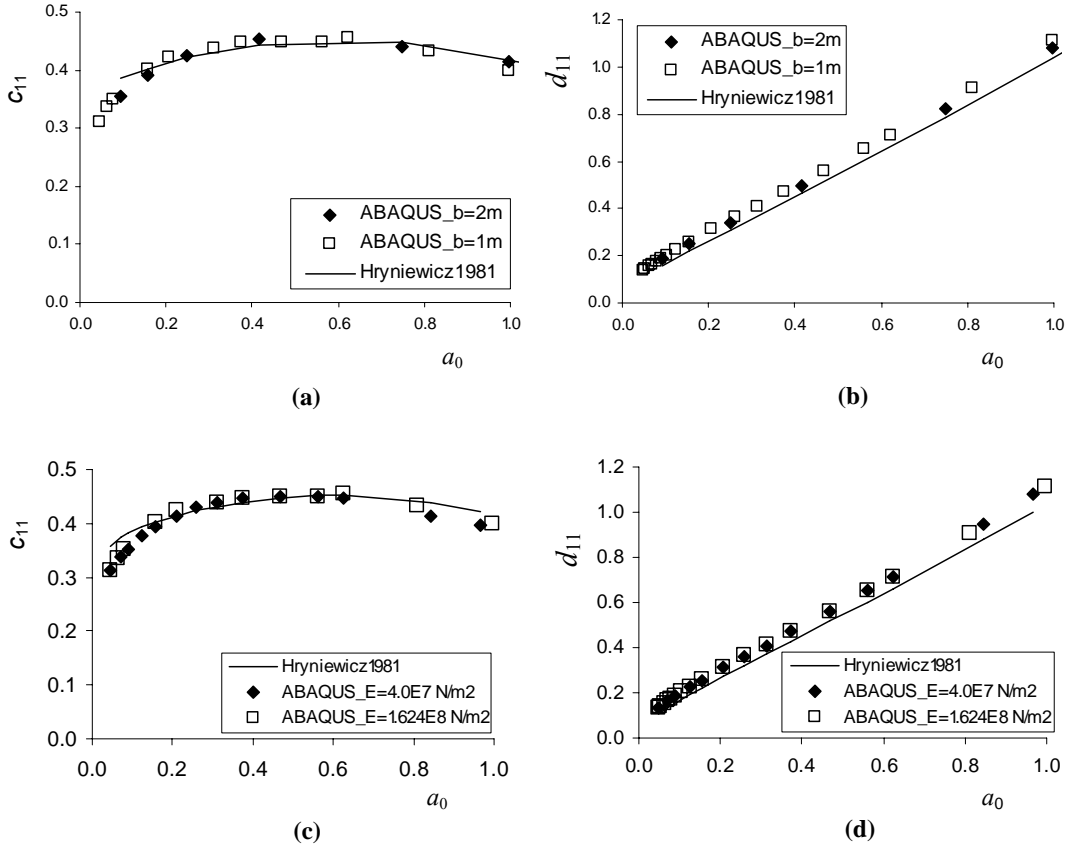 0.5
0.4
0.3
0.2
0.1
0.0
c11
ABAQUS_b=2m
ABAQUS_b=1m
Hryniewicz1981
0.0 0.2 0.4 0.6 0.8 1.0
a0
(a)
1.2
1.0
0.8
0.6
0.4
0.2
0.0
d11
ABAQUS_b=2m
ABAQUS_b=1m
Hryniewicz1981
0.0 0.2 0.4 0.6 0.8 1.0
a0
(b)
0.5
0.4
0.3
0.2
0.1
0.0
c11
Hryniewicz1981
ABAQUS_E=4.0E7 N/m2
ABAQUS_E=1.624E8 N/m2
0.0 0.2 0.4 0.6 0.8 1.0
a0
(c)
1.2
1.0
0.8
0.6
0.4
0.2
0.0
d11
Hryniewicz1981
ABAQUS_E=4.0E7 N/m2
ABAQUS_E=1.624E8 N/m2
0.0 0.2 0.4 0.6 0.8 1.0
a0
(d)